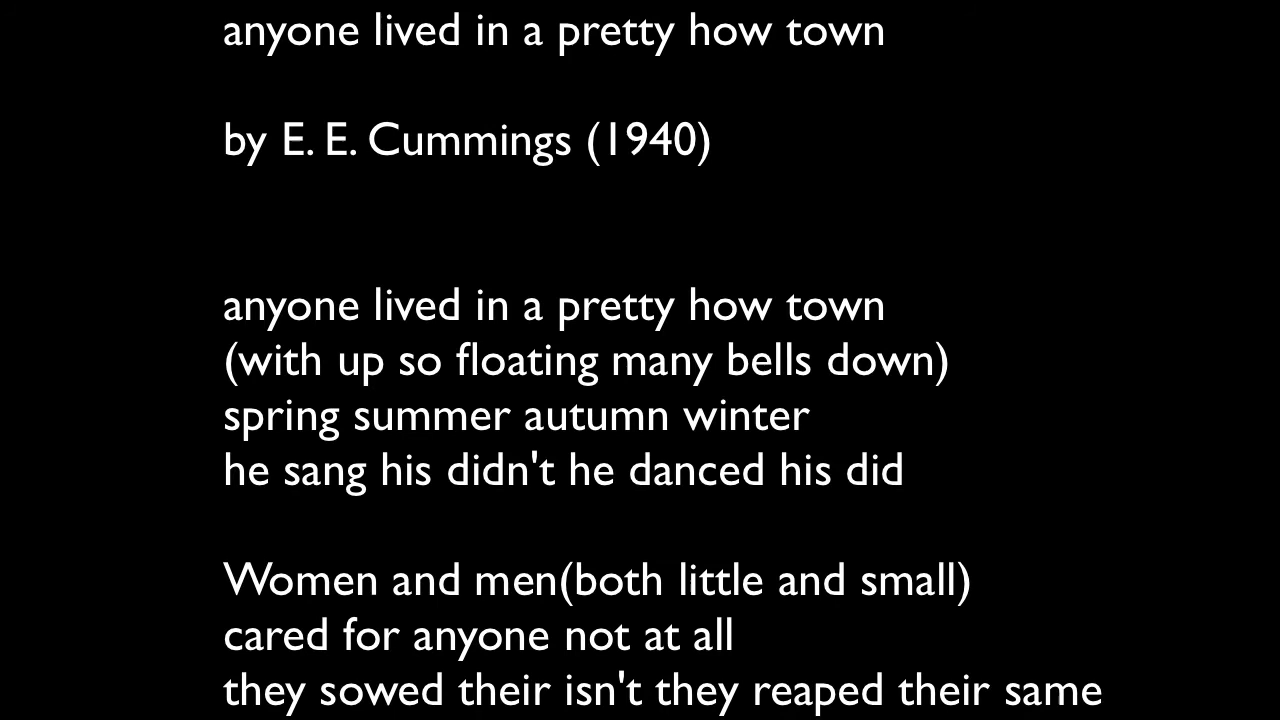 anyone lived in a pretty how town
by E. E. Cummings (1940)
anyone lived in a pretty how town
(with up so floating many bells down)
spring summer autumn winter
he sang his didn't he danced his did
Women and men(both little and small)
cared for anyone not at all
they sowed their isn't they reaped their same